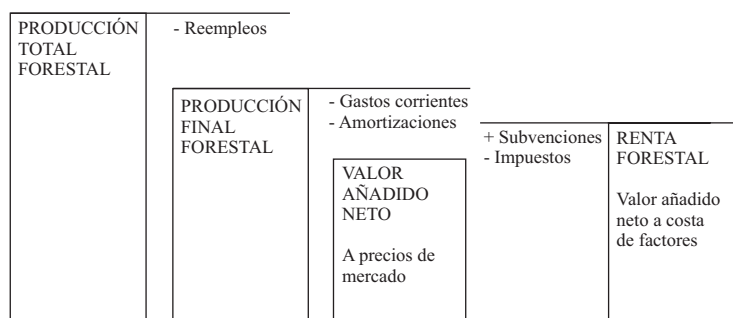 PRODUCCIÓN
TOTAL
FORESTAL
- Reempleos
PRODUCCIÓN
FINAL
FORESTAL
- Gastos corrientes
- Amortizaciones
VALOR
AÑADIDO
NETO
A precios de
mercado
+ Subvenciones
- Impuestos
RENTA
FORESTAL
Valor añadido
neto a costa
de factores